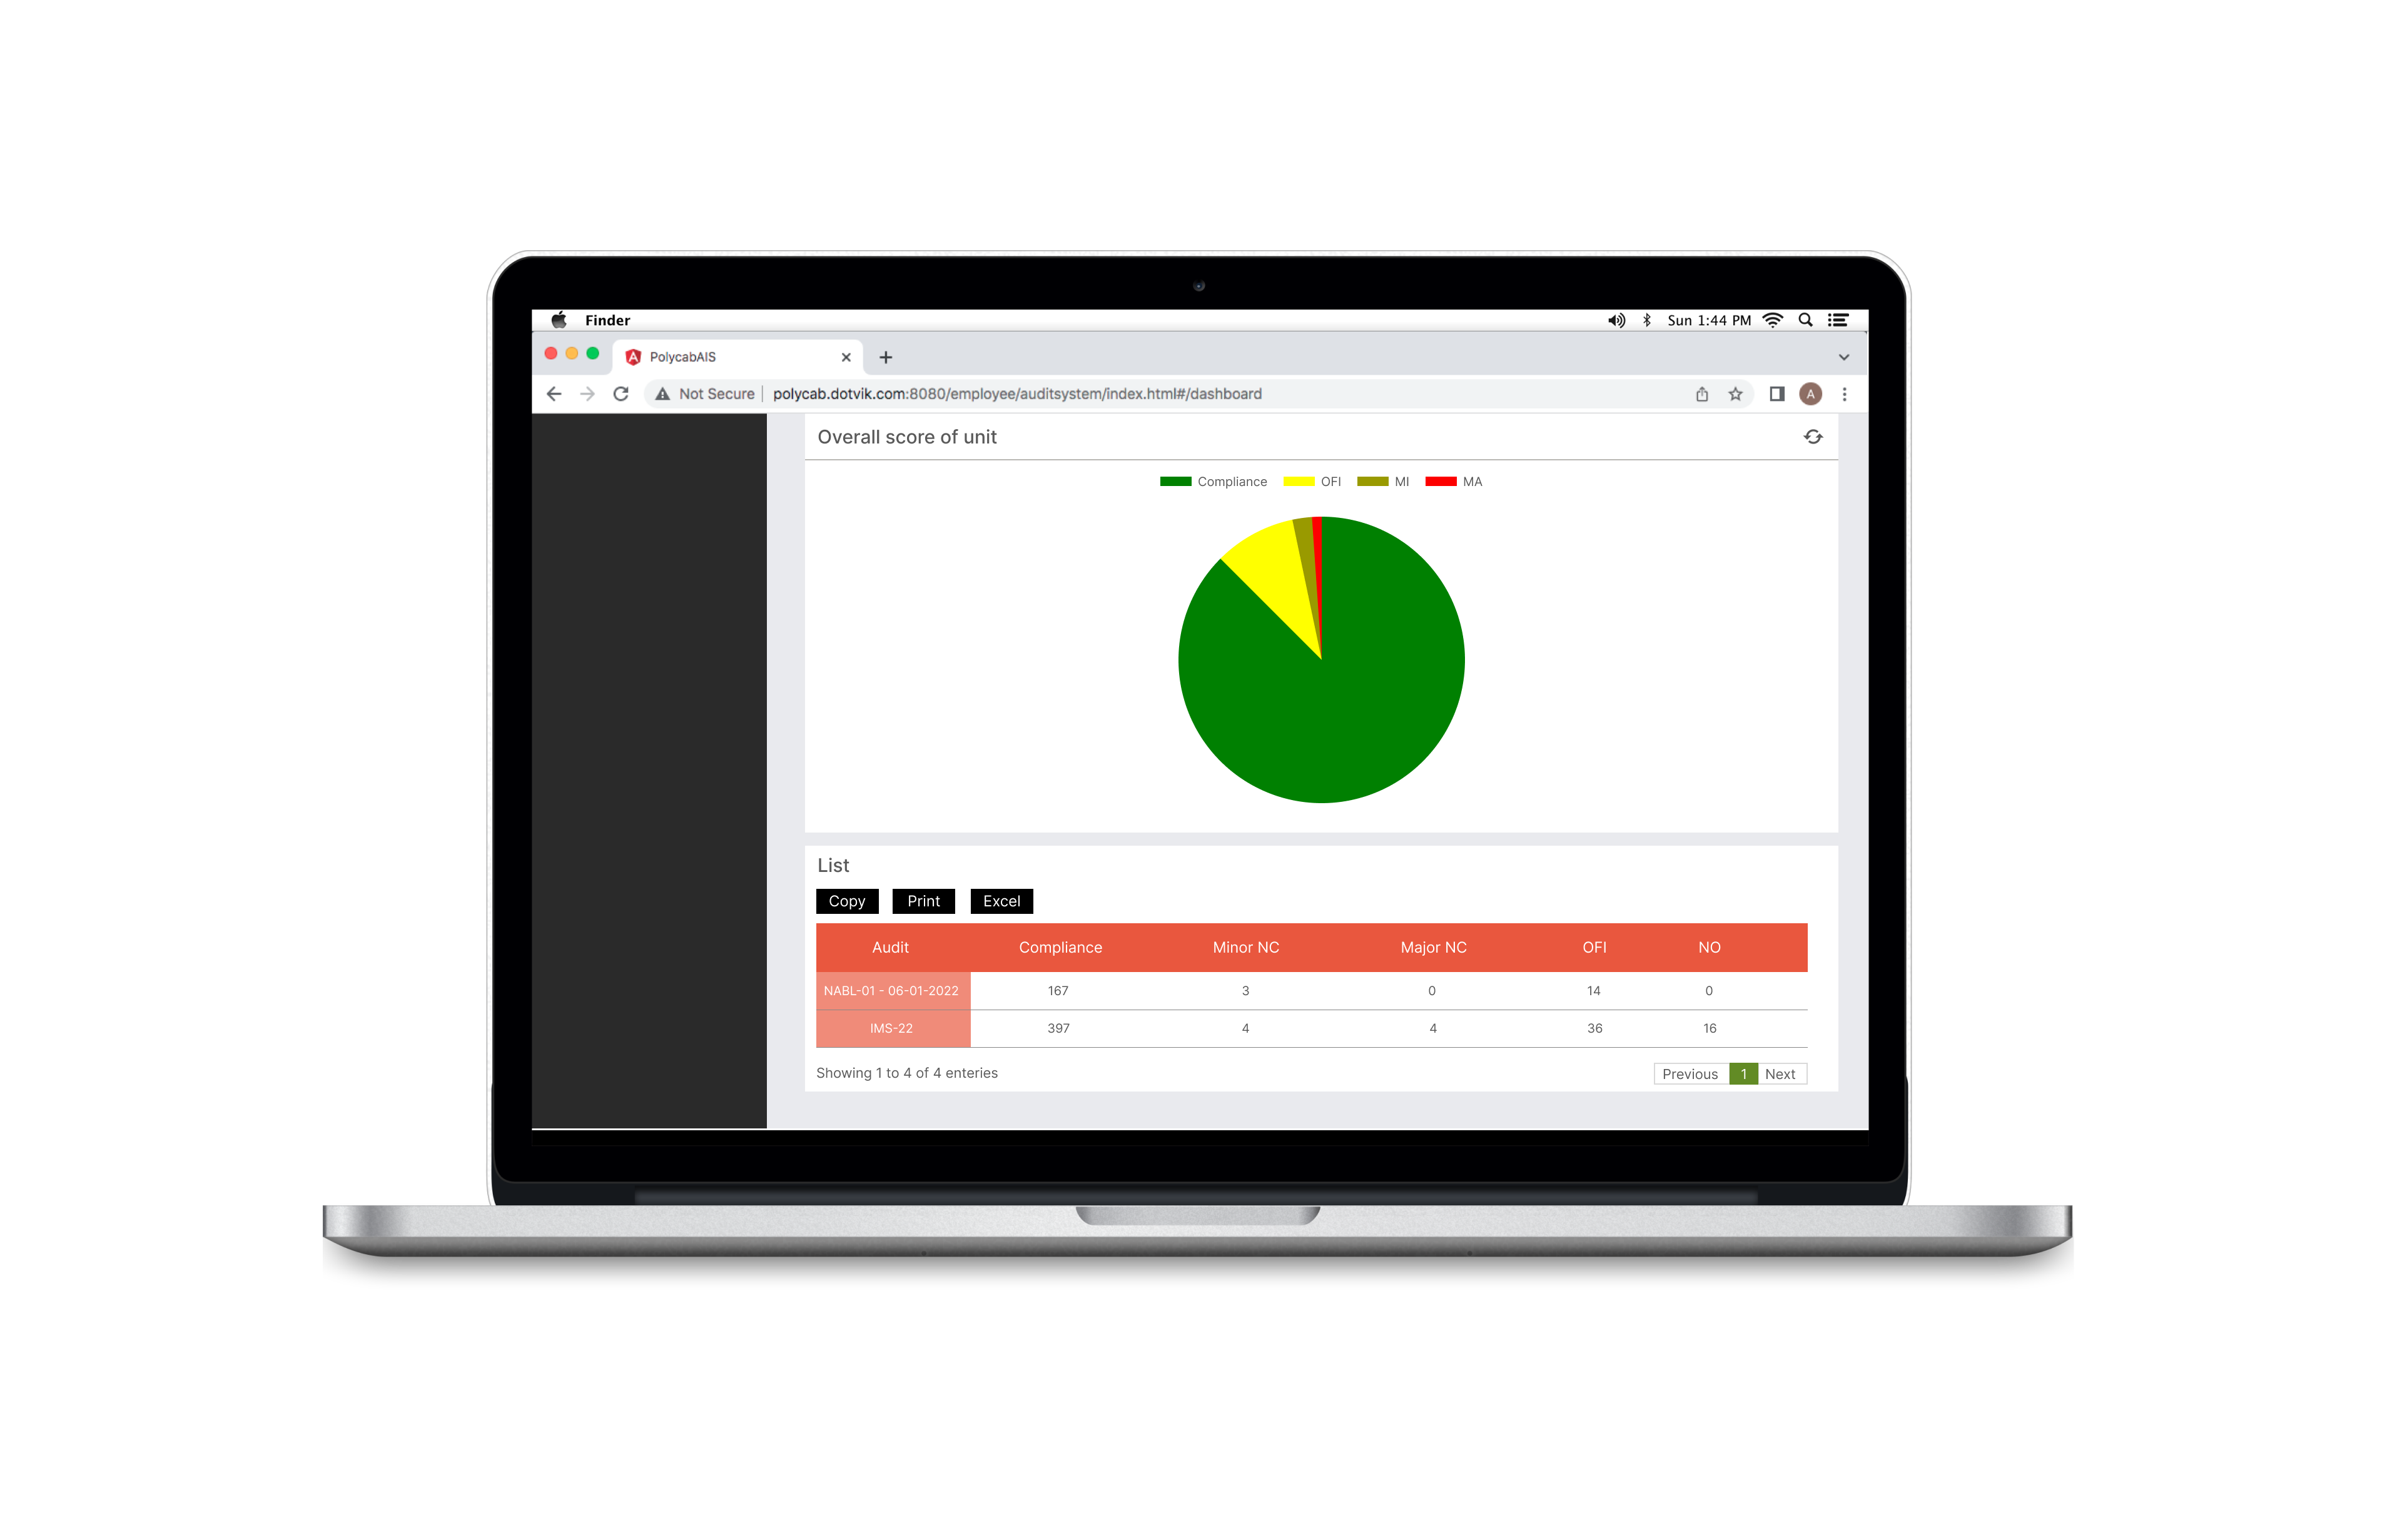 Finder
Sun 1:44 PM
PolycabAIS
Not Secure | polycab.dotvik.com:8080/employee/auditsystem/index.html#/dashboard
A
Overall score of unit
Compliance OFI MI MA
List
Copy Print Excel
Audit Compliance Minor NC Major NC OFI NO
NABL-01 - 06-01-2022 167 3 0 14 0
IMS-22 397 4 4 36 16
Showing 1 to 4 of 4 enteries
Previous 1 Next